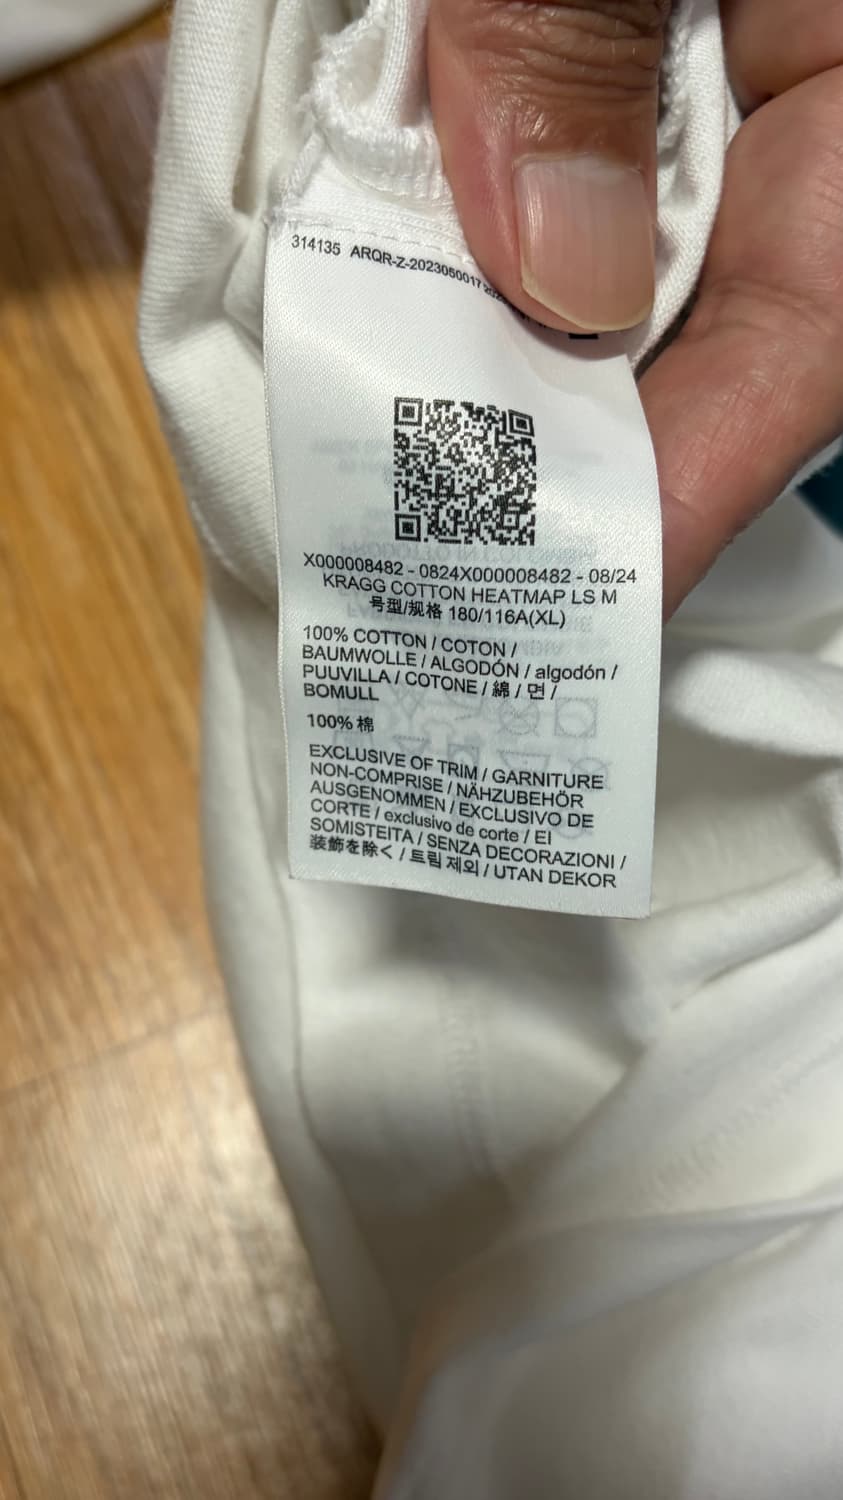 314135 ARQR-Z-2023050017
X000008482 - 0824X000008482 - 08/24
KRAGG COTTON HEATMAP LS M
号型/规格 180/116A(XL)
100% COTTON / COTON /
BAUMWOLLE / ALGODÓN / algodón /
PUUVILLA / COTONE / 綿 / 면 /
BOMULL
100% 棉
EXCLUSIVE OF TRIM / GARNITURE
NON-COMPRISE / NÄHZUBEHÖR
AUSGENOMMEN / EXCLUSIVO DE
CORTE / exclusivo de corte / EI
SOMISTEITA / SENZA DECORAZIONI /
装飾を除く / 트림 제외 / UTAN DEKOR